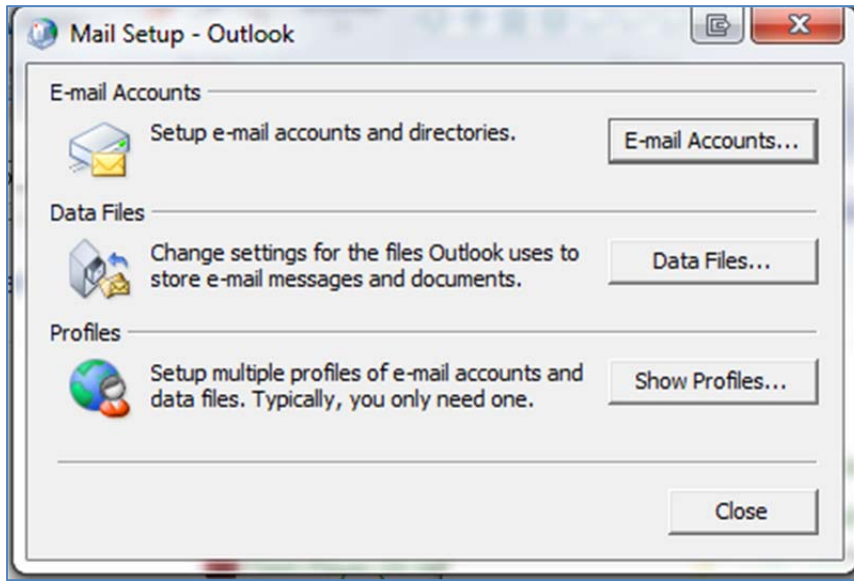 Mail Setup - Outlook
E-mail Accounts
Setup e-mail accounts and directories.
E-mail Accounts...
Data Files
Change settings for the files Outlook uses to
store e-mail messages and documents.
Data Files...
Profiles
Setup multiple profiles of e-mail accounts and
data files. Typically, you only need one.
Show Profiles...
Close